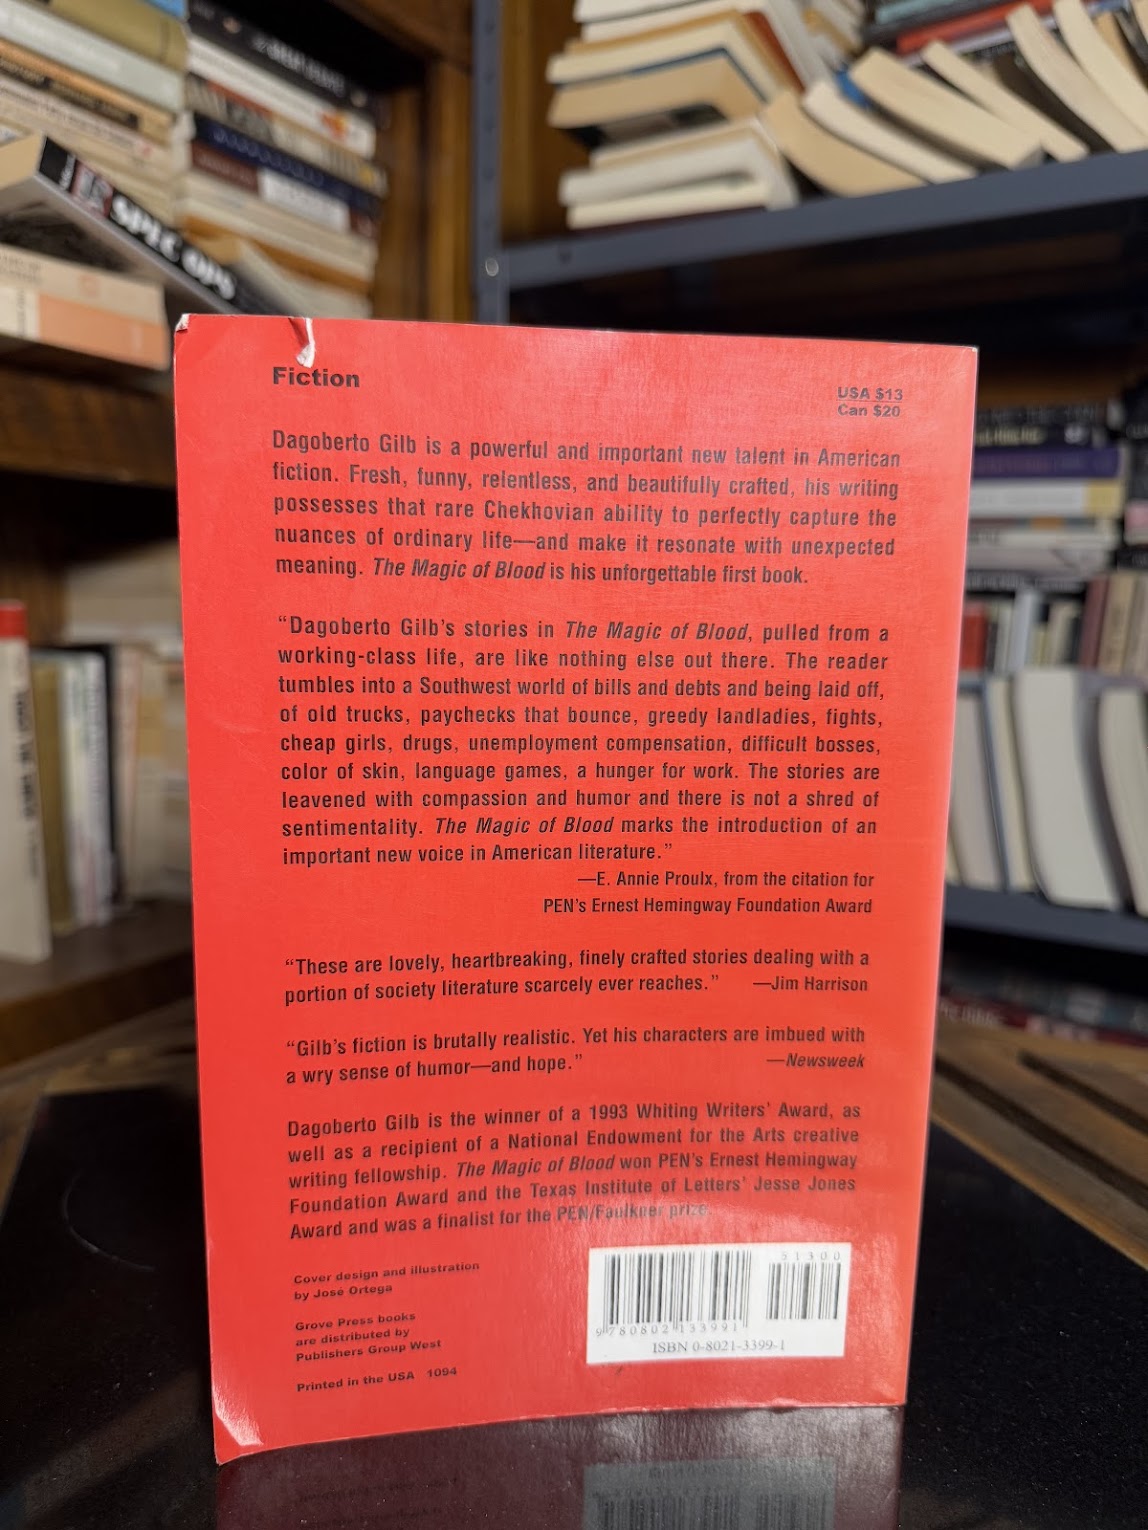 SPEC OPS
Fiction
USA $13
Can $20
Dagoberto Gilb is a powerful and important new talent in American
fiction. Fresh, funny, relentless, and beautifully crafted, his writing
possesses that rare Chekhovian ability to perfectly capture the
nuances of ordinary life—and make it resonate with unexpected
meaning. The Magic of Blood is his unforgettable first book.
“Dagoberto Gilb’s stories in The Magic of Blood, pulled from a
working-class life, are like nothing else out there. The reader
tumbles into a Southwest world of bills and debts and being laid off,
of old trucks, paychecks that bounce, greedy landladies, fights,
cheap girls, drugs, unemployment compensation, difficult bosses,
color of skin, language games, a hunger for work. The stories are
leavened with compassion and humor and there is not a shred of
sentimentality. The Magic of Blood marks the introduction of an
important new voice in American literature.”
—E. Annie Proulx, from the citation for
PEN’s Ernest Hemingway Foundation Award
“These are lovely, heartbreaking, finely crafted stories dealing with a
portion of society literature scarcely ever reaches.” —Jim Harrison
“Gilb’s fiction is brutally realistic. Yet his characters are imbued with
a wry sense of humor—and hope.” —Newsweek
Dagoberto Gilb is the winner of a 1993 Whiting Writers’ Award, as
well as a recipient of a National Endowment for the Arts creative
writing fellowship. The Magic of Blood won PEN’s Ernest Hemingway
Foundation Award and the Texas Institute of Letters’ Jesse Jones
Award and was a finalist for the PEN/Faulkner prize.
Cover design and illustration
by José Ortega
Grove Press books
are distributed by
Publishers Group West
Printed in the USA 1094
51300
9 780802 133991
ISBN 0-8021-3399-1